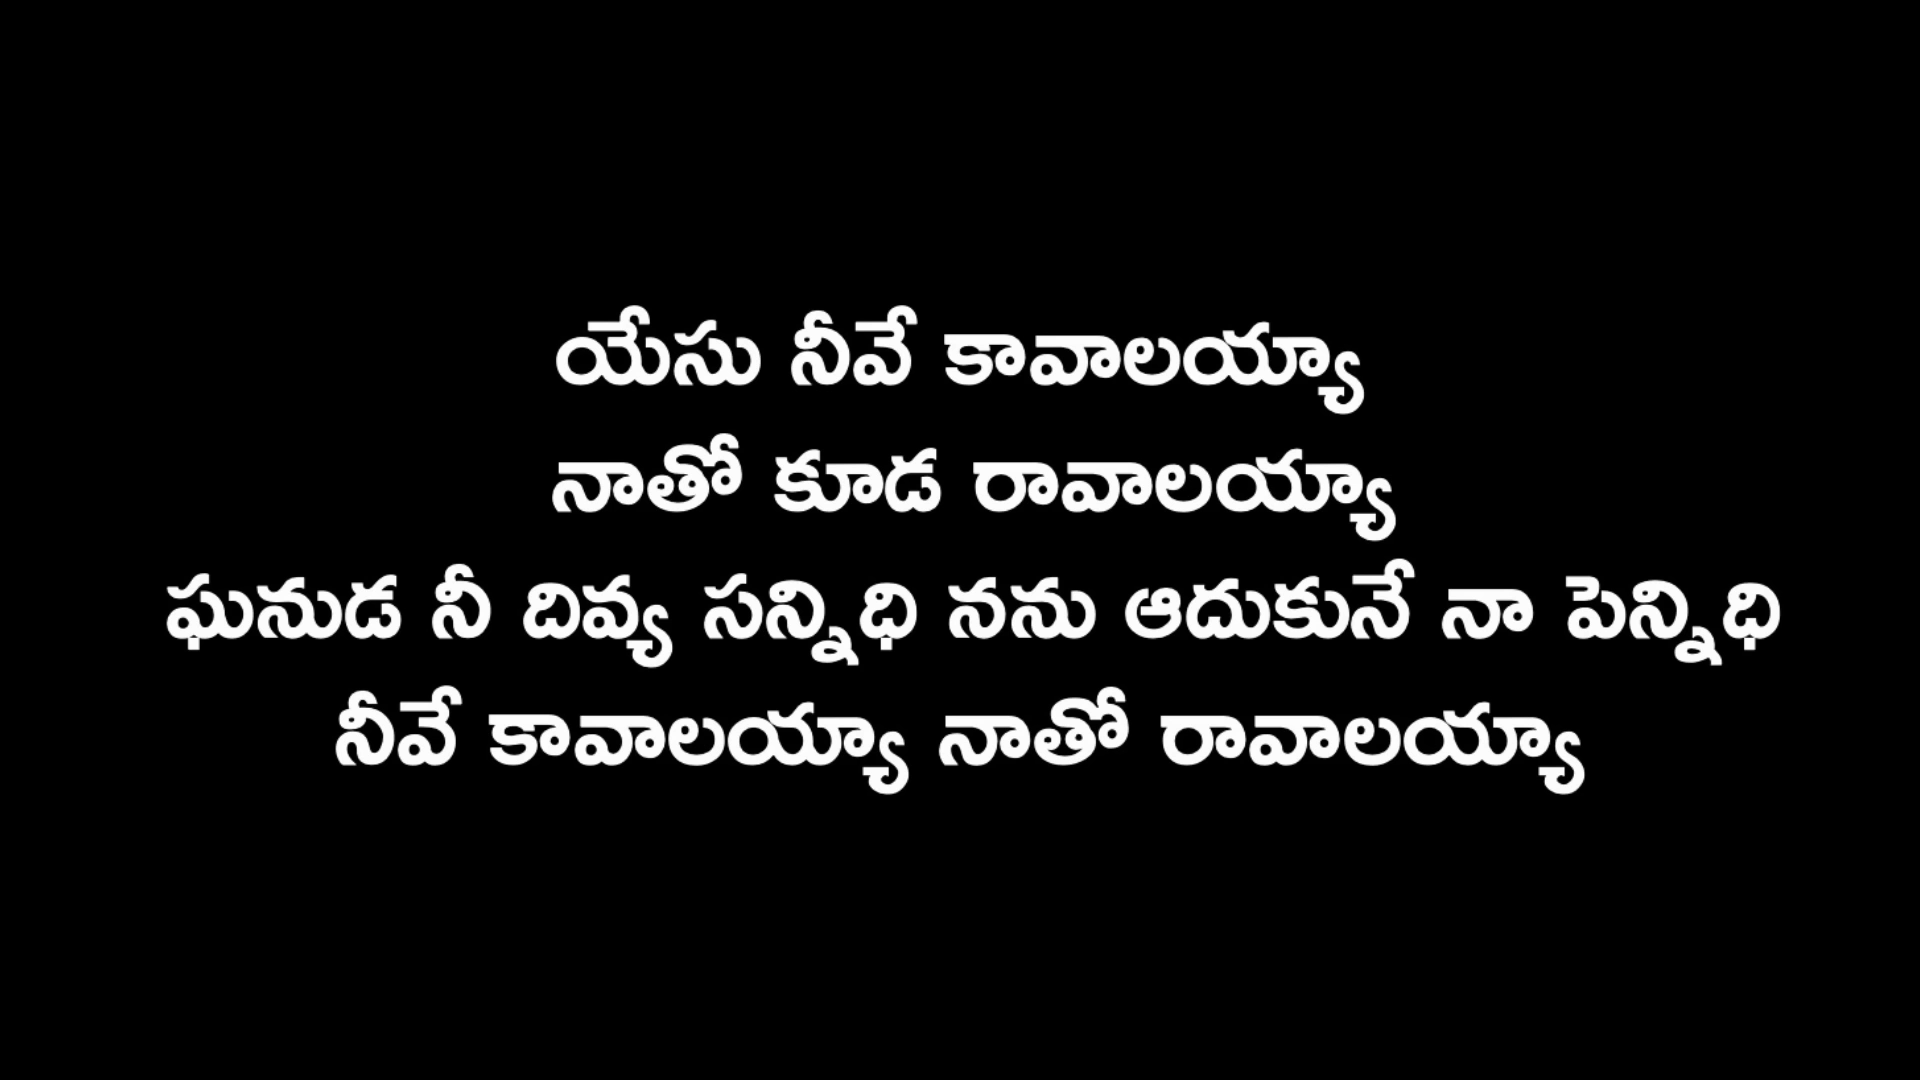 యేసు నీవే కావాలయ్యా
నాతో కూడ రావాలయ్యా
ఘనుడ నీ దివ్య సన్నిధి నను ఆదుకునే నా పెన్నిధి
నీవే కావాలయ్యా నాతో రావాలయ్యా